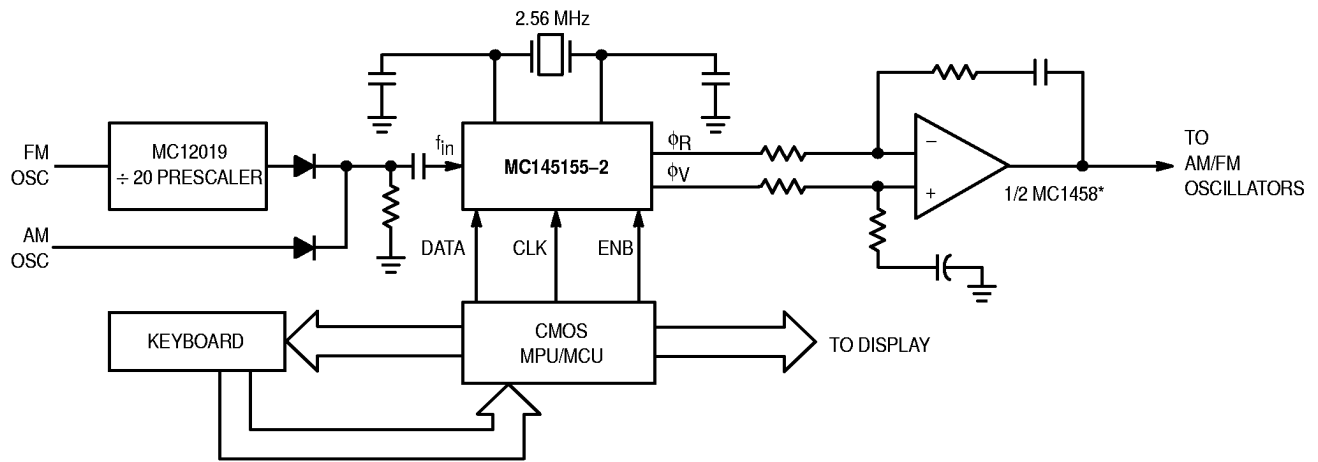 2.56 MHz
FM
OSC
MC12019
÷ 20 PRESCALER
fin
MC145155–2
ϕR
ϕV
–
+
1/2 MC1458*
TO
AM/FM
OSCILLATORS
AM
OSC
DATA
CLK
ENB
KEYBOARD
CMOS
MPU/MCU
TO DISPLAY